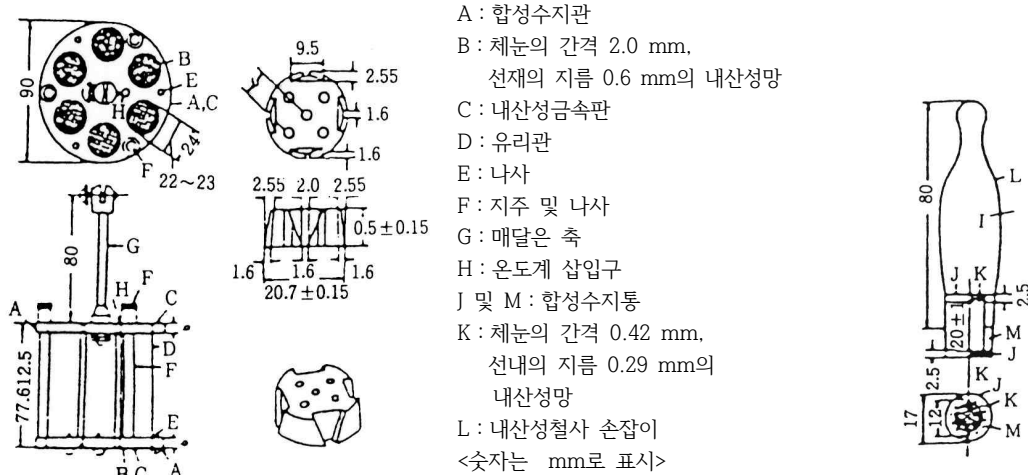 A : 합성수지관
B : 체눈의 간격 2.0 mm,
선재의 지름 0.6 mm의 내산성망
C : 내산성금속판
D : 유리관
E : 나사
F : 지주 및 나사
G : 매달은 축
H : 온도계 삽입구
J 및 M : 합성수지통
K : 체눈의 간격 0.42 mm,
선내의 지름 0.29 mm의
내산성망
L : 내산성철사 손잡이
<숫자는 mm로 표시>
90
B
E
A,C
H
24
F
22~23
9.5
2.55
1.6
1.6
80
G
H
F
A
C
D
F
77.6
12.5
E
B C
A
2.55 2.0 2.55
0.5±0.15
1.6 1.6 1.6
20.7±0.15
80
L
I
J K
2.5
20±1
M
J
2.5
K
J
17
12
K
M